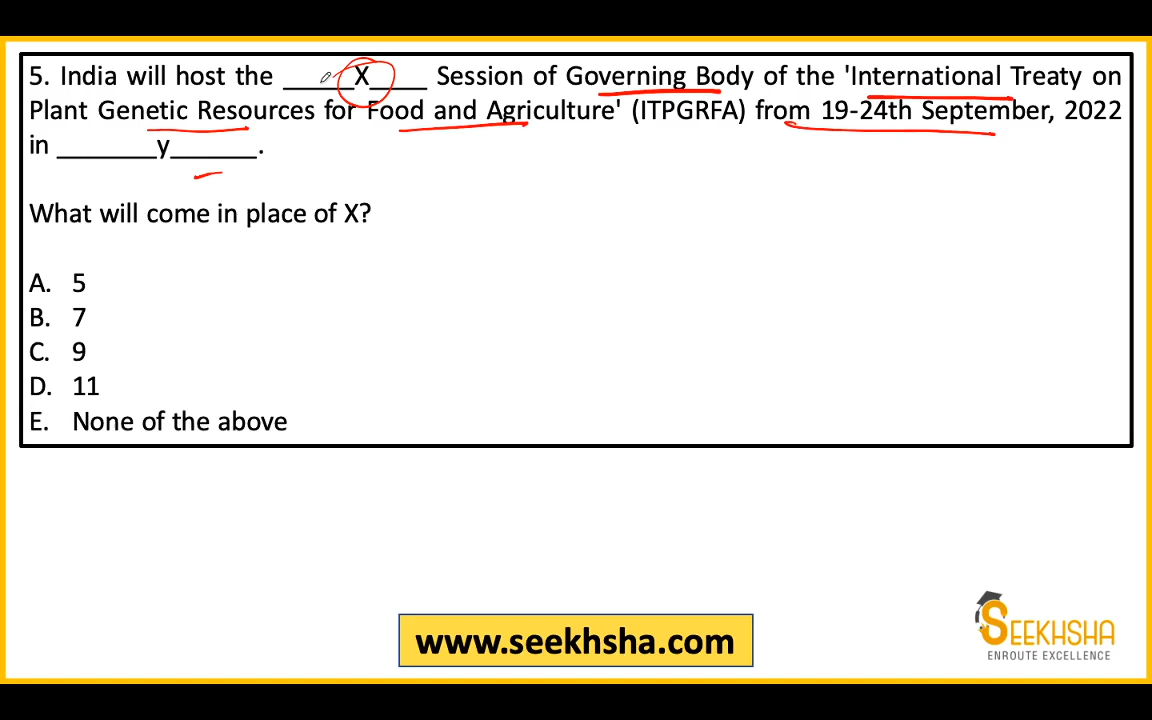 5. India will host the _____X____ Session of Governing Body of the 'International Treaty on
Plant Genetic Resources for Food and Agriculture' (ITPGRFA) from 19-24th September, 2022
in _______y______.
What will come in place of X?
A. 5
B. 7
C. 9
D. 11
E. None of the above
www.seekhsha.com
SEEKHSHA
ENROUTE EXCELLENCE